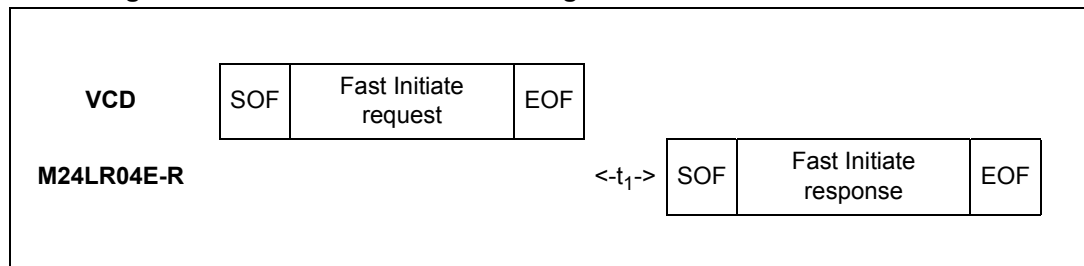 VCD SOF Fast Initiate request EOF
M24LR04E-R <-t1-> SOF Fast Initiate response EOF